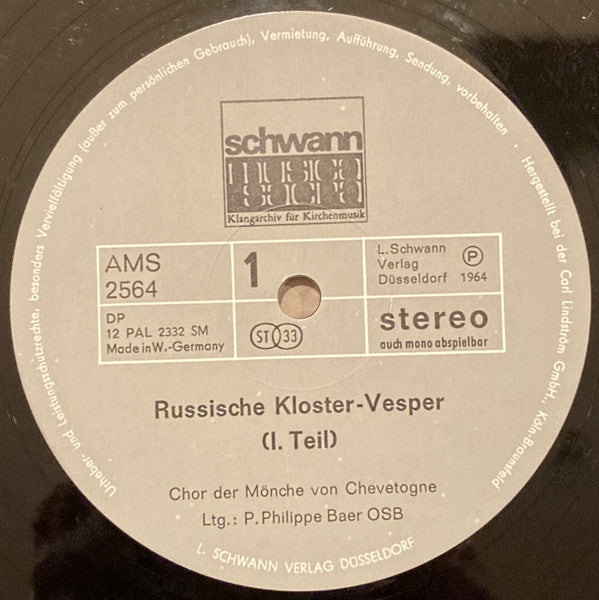 Urheber- und Leistungsschutzrechte, besonders Vervielfältigung (außer zum persönlichen Gebrauch), Vermietung, Aufführung, Sendung, vorbehalten · Hergestellt bei der Carl Lindström GmbH., Köln-Braunsfeld
schwann
MUSICA
SACRA
Klangarchiv für Kirchenmusik
AMS
2564
1
L. Schwann
Verlag
Düsseldorf
P
1964
DP
12 PAL 2332 SM
Made in W.-Germany
ST 33
stereo
auch mono abspielbar
Russische Kloster-Vesper
(I. Teil)
Chor der Mönche von Chevetogne
Ltg.: P. Philippe Baer OSB
L. SCHWANN VERLAG DÜSSELDORF